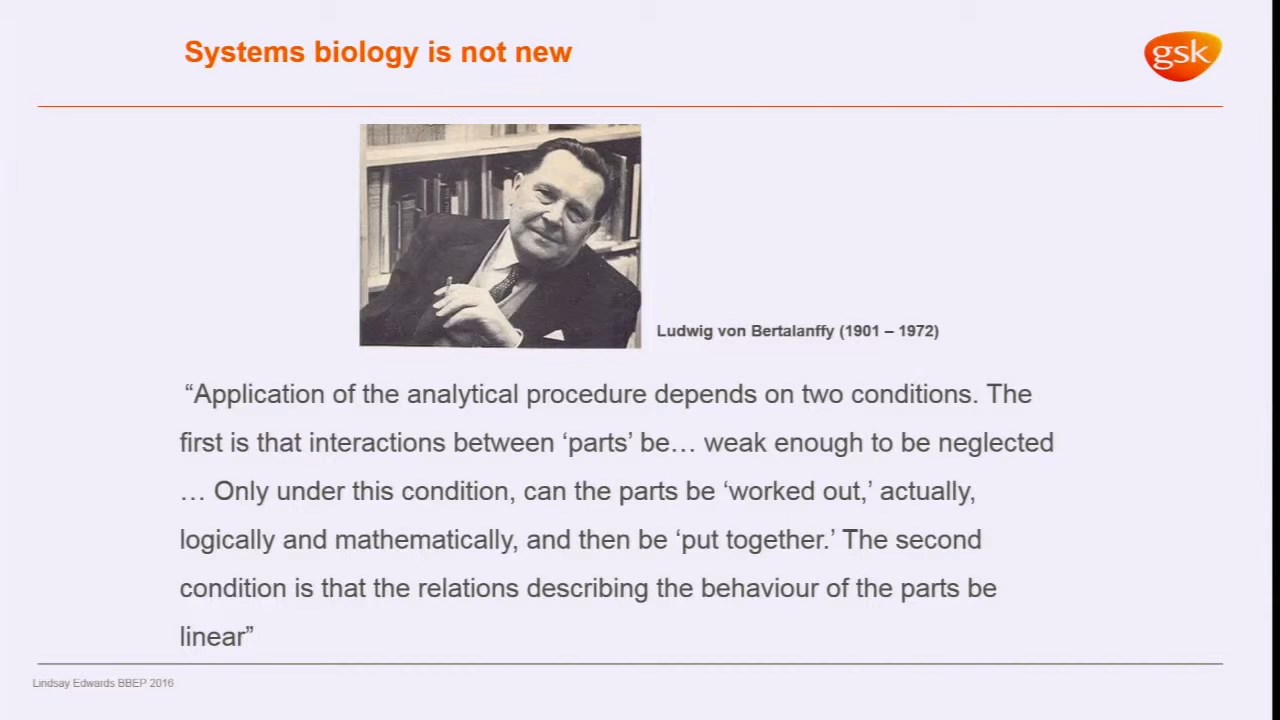 Systems biology is not new
gsk
Ludwig von Bertalanffy (1901 – 1972)
“Application of the analytical procedure depends on two conditions. The
first is that interactions between ‘parts’ be… weak enough to be neglected
… Only under this condition, can the parts be ‘worked out,’ actually,
logically and mathematically, and then be ‘put together.’ The second
condition is that the relations describing the behaviour of the parts be
linear”
Lindsay Edwards BBEP 2016